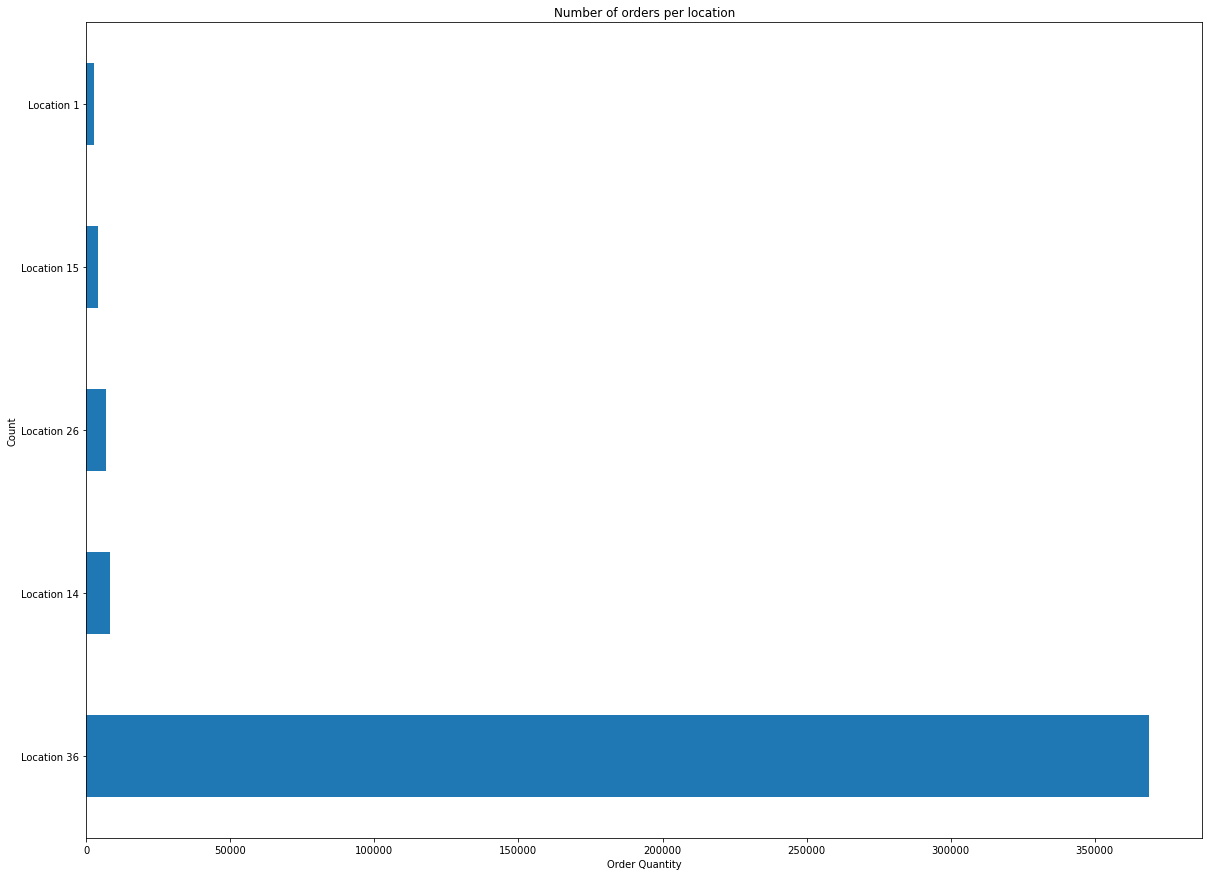 Number of orders per location
Location 1
Location 15
Location 26
Location 14
Location 36
Count
0 50000 100000 150000 200000 250000 300000 350000
Order Quantity